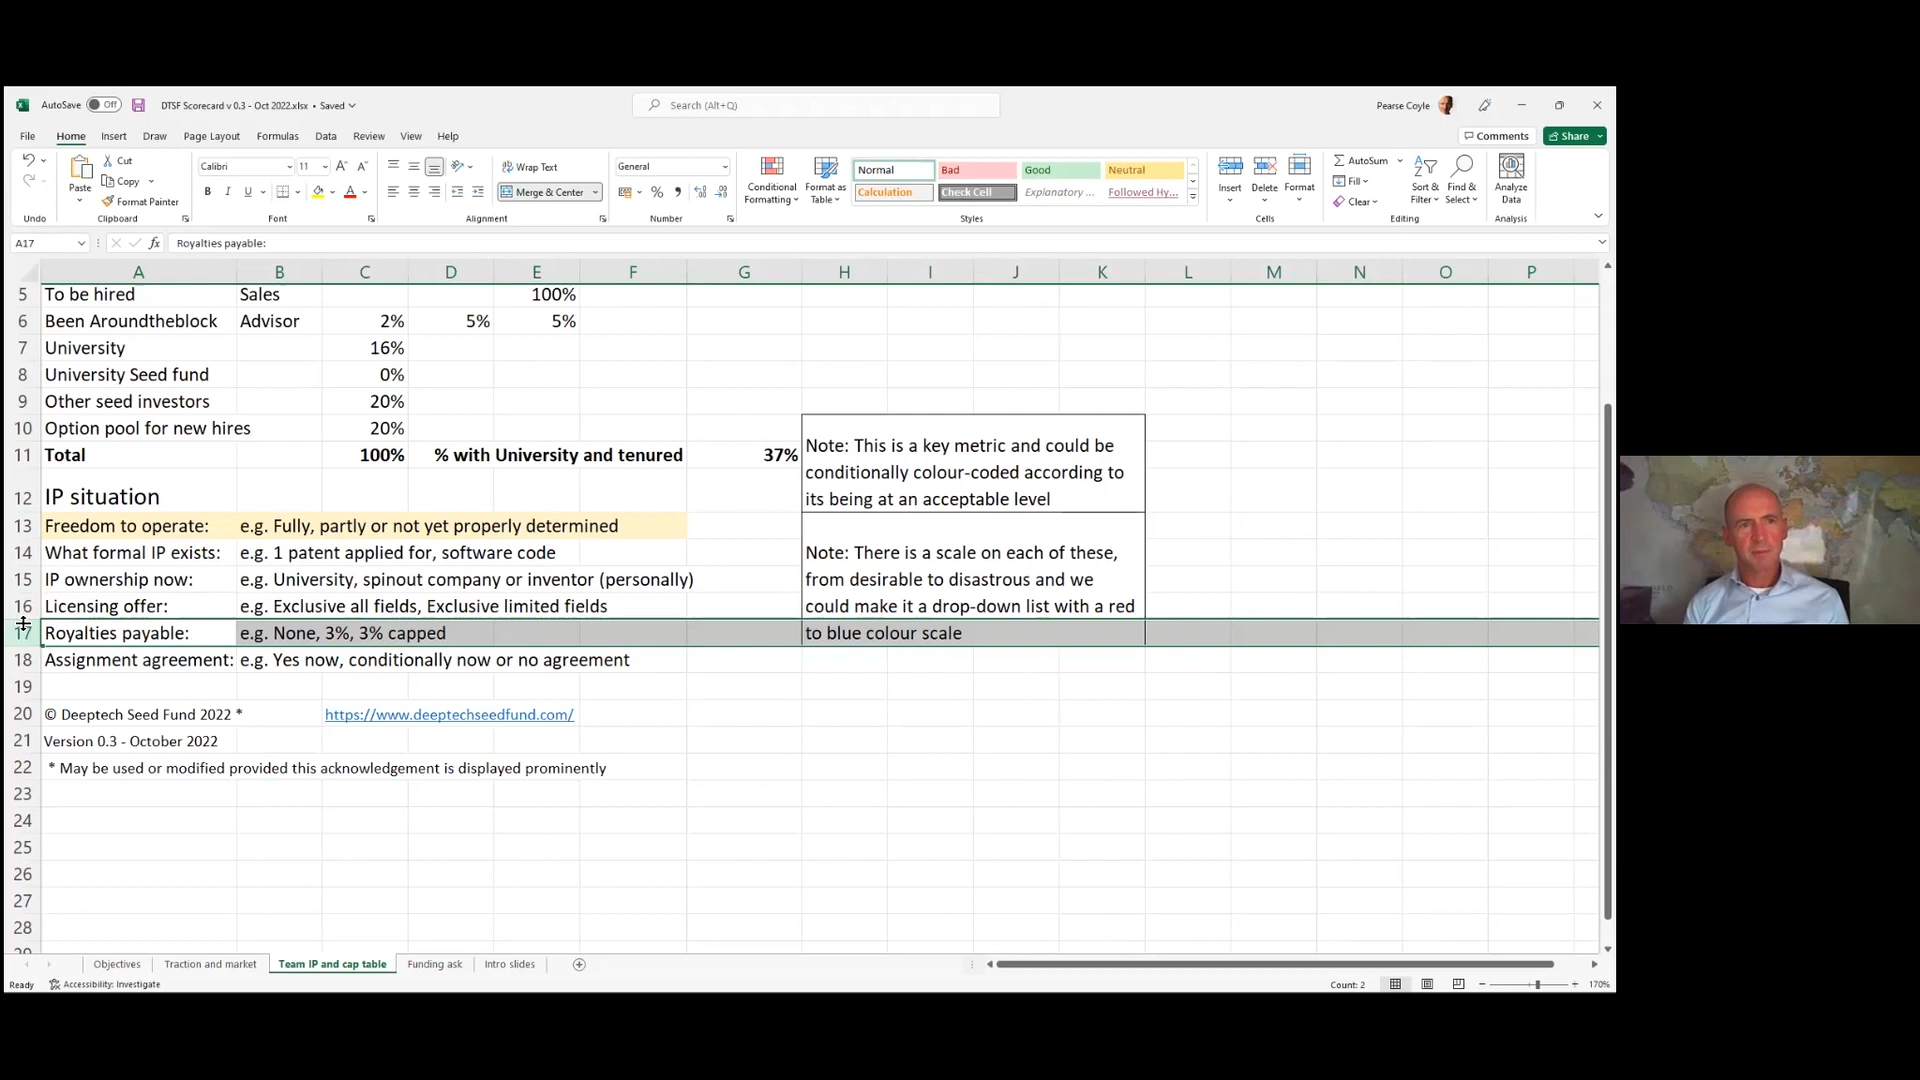 AutoSave Off DTSF Scorecard v 0.3 - Oct 2022.xlsx • Saved Search (Alt+Q) Pearse Coyle
File Home Insert Draw Page Layout Formulas Data Review View Help Comments Share
Cut Calibri 11 Wrap Text General Normal Bad Good Neutral AutoSum
Paste Copy Merge & Center Conditional Formatting Format as Table Calculation Check Cell Explanatory ... Followed Hy... Insert Delete Format Fill Sort & Filter Find & Select Analyze Data
Format Painter Clear
Undo Clipboard Font Alignment Number Styles Cells Editing Analysis
A17 fx Royalties payable:
A B C D E F G H I J K L M N O P
5 To be hired Sales 100%
6 Been Aroundtheblock Advisor 2% 5% 5%
7 University 16%
8 University Seed fund 0%
9 Other seed investors 20%
10 Option pool for new hires 20% Note: This is a key metric and could be
11 Total 100% % with University and tenured 37% conditionally colour-coded according to
12 IP situation its being at an acceptable level
13 Freedom to operate: e.g. Fully, partly or not yet properly determined
14 What formal IP exists: e.g. 1 patent applied for, software code Note: There is a scale on each of these,
15 IP ownership now: e.g. University, spinout company or inventor (personally) from desirable to disastrous and we
16 Licensing offer: e.g. Exclusive all fields, Exclusive limited fields could make it a drop-down list with a red
17 Royalties payable: e.g. None, 3%, 3% capped to blue colour scale
18 Assignment agreement: e.g. Yes now, conditionally now or no agreement
19
20 © Deeptech Seed Fund 2022 * https://www.deeptechseedfund.com/
21 Version 0.3 - October 2022
22 * May be used or modified provided this acknowledgement is displayed prominently
23
24
25
26
27
28
Objectives Traction and market Team IP and cap table Funding ask Intro slides
Ready Accessibility: Investigate Count: 2 170%